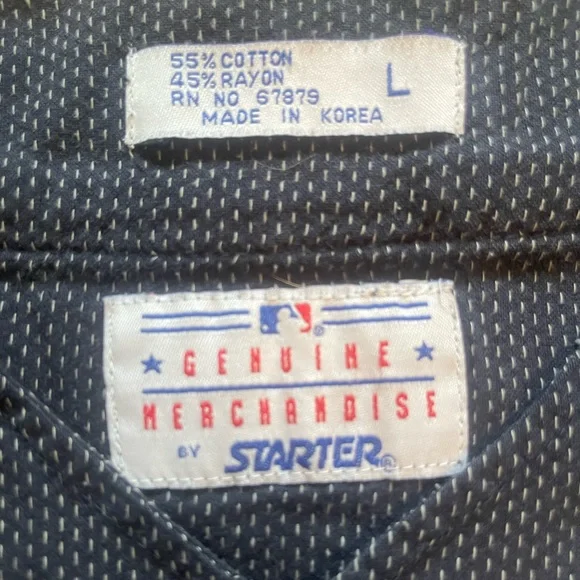 55% COTTON
45% RAYON
RN NO 67879
MADE IN KOREA
L
GENUINE
MERCHANDISE
BY STARTER®